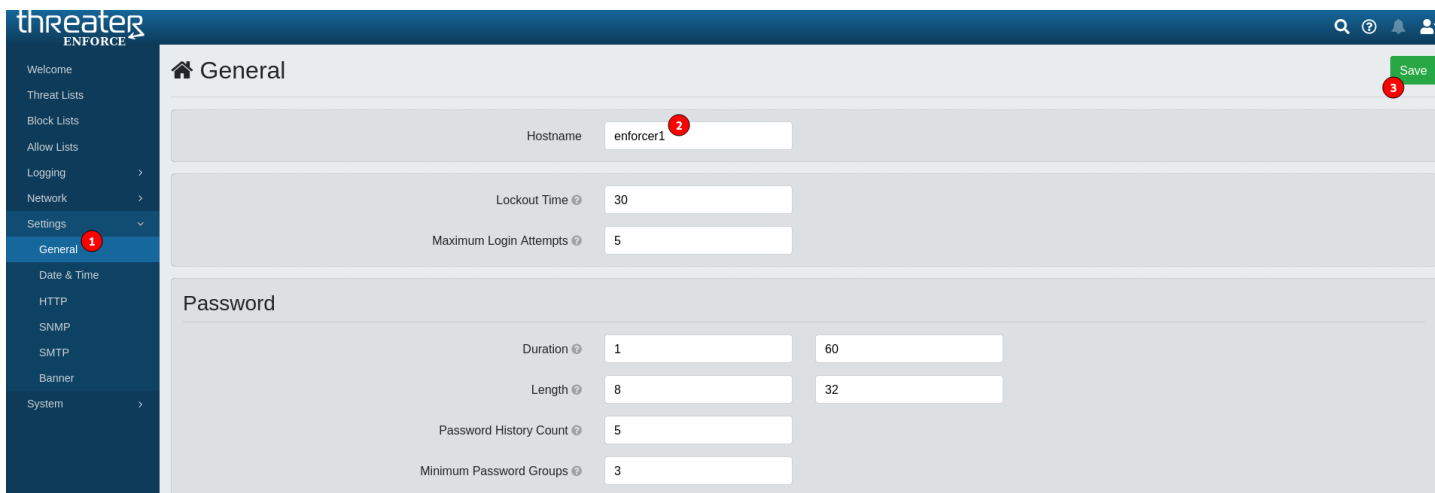 threater
ENFORCE
Welcome
Threat Lists
Block Lists
Allow Lists
Logging
Network
Settings
General
1
Date & Time
HTTP
SNMP
SMTP
Banner
System
General
Save
3
Hostname enforcer1
2
Lockout Time 30
Maximum Login Attempts 5
Password
Duration 1 60
Length 8 32
Password History Count 5
Minimum Password Groups 3